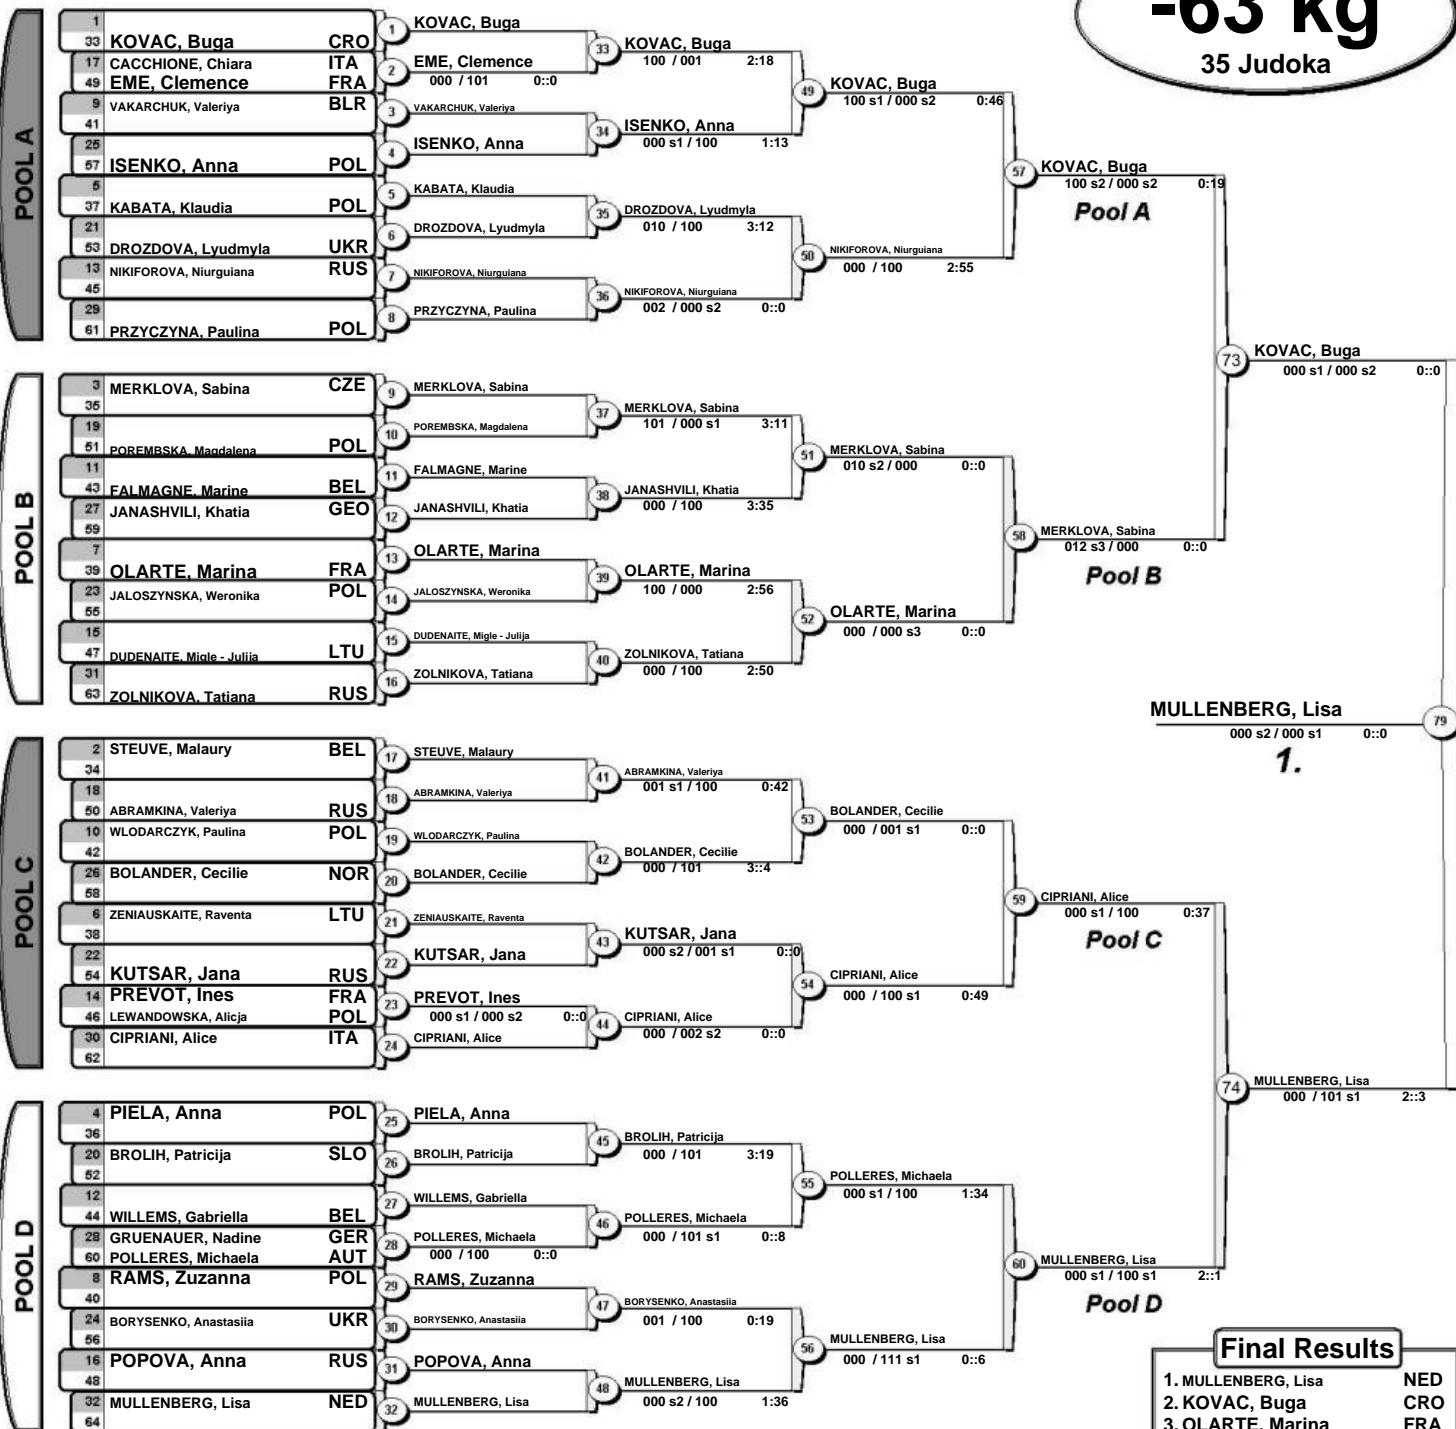 -63 kg
35 Judoka
POOL A
1
33 KOVAC, Buga CRO
17 CACCHIONE, Chiara ITA
49 EME, Clemence FRA
9 VAKARCHUK, Valeriya BLR
41
25
57 ISENKO, Anna POL
5
37 KABATA, Klaudia POL
21
53 DROZDOVA, Lyudmyla UKR
13 NIKIFOROVA, Niurguiana RUS
45
29
61 PRZYCZYNA, Paulina POL
1 KOVAC, Buga
2 EME, Clemence
000 / 101 0::0
3 VAKARCHUK, Valeriya
4 ISENKO, Anna
5 KABATA, Klaudia
6 DROZDOVA, Lyudmyla
7 NIKIFOROVA, Niurguiana
8 PRZYCZYNA, Paulina
33 KOVAC, Buga
100 / 001 2:18
34 ISENKO, Anna
000 s1 / 100 1:13
35 DROZDOVA, Lyudmyla
010 / 100 3:12
36 NIKIFOROVA, Niurguiana
002 / 000 s2 0::0
49 KOVAC, Buga
100 s1 / 000 s2 0:46
50 NIKIFOROVA, Niurguiana
000 / 100 2:55
57 KOVAC, Buga
100 s2 / 000 s2 0:19
Pool A
POOL B
3 MERKLOVA, Sabina CZE
35
19
51 POREMBSKA, Magdalena POL
11
43 FALMAGNE, Marine BEL
27 JANASHVILI, Khatia GEO
59
7
39 OLARTE, Marina FRA
23 JALOSZYNSKA, Weronika POL
55
15
47 DUDENAITE, Migle - Julija LTU
31
63 ZOLNIKOVA, Tatiana RUS
9 MERKLOVA, Sabina
10 POREMBSKA, Magdalena
11 FALMAGNE, Marine
12 JANASHVILI, Khatia
13 OLARTE, Marina
14 JALOSZYNSKA, Weronika
15 DUDENAITE, Migle - Julija
16 ZOLNIKOVA, Tatiana
37 MERKLOVA, Sabina
101 / 000 s1 3:11
38 JANASHVILI, Khatia
000 / 100 3:35
39 OLARTE, Marina
100 / 000 2:56
40 ZOLNIKOVA, Tatiana
000 / 100 2:50
51 MERKLOVA, Sabina
010 s2 / 000 0::0
52 OLARTE, Marina
000 / 000 s3 0::0
58 MERKLOVA, Sabina
012 s3 / 000 0::0
Pool B
73 KOVAC, Buga
000 s1 / 000 s2 0::0
MULLENBERG, Lisa 79
000 s2 / 000 s1 0::0
1.
POOL C
2 STEUVE, Malaury BEL
34
18
50 ABRAMKINA, Valeriya RUS
10 WLODARCZYK, Paulina POL
42
26 BOLANDER, Cecilie NOR
58
6 ZENIAUSKAITE, Raventa LTU
38
22
54 KUTSAR, Jana RUS
14 PREVOT, Ines FRA
46 LEWANDOWSKA, Alicja POL
30 CIPRIANI, Alice ITA
62
17 STEUVE, Malaury
18 ABRAMKINA, Valeriya
19 WLODARCZYK, Paulina
20 BOLANDER, Cecilie
21 ZENIAUSKAITE, Raventa
22 KUTSAR, Jana
23 PREVOT, Ines
000 s1 / 000 s2 0::0
24 CIPRIANI, Alice
41 ABRAMKINA, Valeriya
001 s1 / 100 0:42
42 BOLANDER, Cecilie
000 / 101 3::4
43 KUTSAR, Jana
000 s2 / 001 s1 0::0
44 CIPRIANI, Alice
000 / 002 s2 0::0
53 BOLANDER, Cecilie
000 / 001 s1 0::0
54 CIPRIANI, Alice
000 / 100 s1 0:49
59 CIPRIANI, Alice
000 s1 / 100 0:37
Pool C
74 MULLENBERG, Lisa
000 / 101 s1 2::3
POOL D
4 PIELA, Anna POL
36
20 BROLIH, Patricija SLO
52
12
44 WILLEMS, Gabriella BEL
28 GRUENAUER, Nadine GER
60 POLLERES, Michaela AUT
8 RAMS, Zuzanna POL
40
24 BORYSENKO, Anastasiia UKR
56
16 POPOVA, Anna RUS
48
32 MULLENBERG, Lisa NED
64
25 PIELA, Anna
26 BROLIH, Patricija
27 WILLEMS, Gabriella
28 POLLERES, Michaela
000 / 100 0::0
29 RAMS, Zuzanna
30 BORYSENKO, Anastasiia
31 POPOVA, Anna
32 MULLENBERG, Lisa
45 BROLIH, Patricija
000 / 101 3:19
46 POLLERES, Michaela
000 / 101 s1 0::8
47 BORYSENKO, Anastasiia
001 / 100 0:19
48 MULLENBERG, Lisa
000 s2 / 100 1:36
55 POLLERES, Michaela
000 s1 / 100 1:34
56 MULLENBERG, Lisa
000 / 111 s1 0::6
60 MULLENBERG, Lisa
000 s1 / 100 s1 2::1
Pool D
Final Results
1. MULLENBERG, Lisa NED
2. KOVAC, Buga CRO
3. OLARTE, Marina FRA